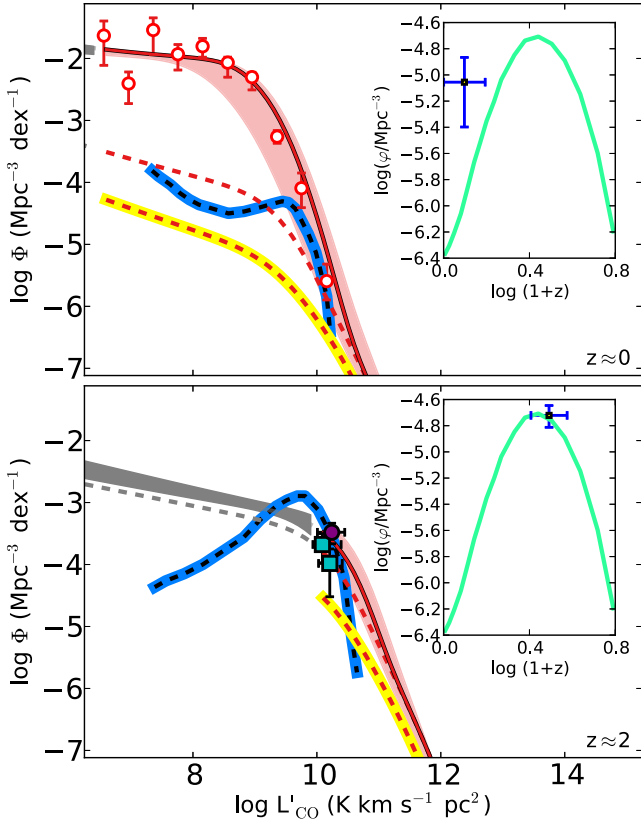 −2
−3
−4
−5
−6
−7
log Φ (Mpc⁻³ dex⁻¹)
−4.6
−4.8
−5.0
−5.2
−5.4
−5.6
−5.8
−6.0
−6.2
−6.4
log(φ/Mpc⁻³)
0.0 0.4 0.8
log (1+z)
z≈0
−2
−3
−4
−5
−6
−7
log Φ (Mpc⁻³ dex⁻¹)
−4.6
−4.8
−5.0
−5.2
−5.4
−5.6
−5.8
−6.0
−6.2
−6.4
log(φ/Mpc⁻³)
0.0 0.4 0.8
log (1+z)
z≈2
8 10 12 14
log L'CO (K km s⁻¹ pc²)